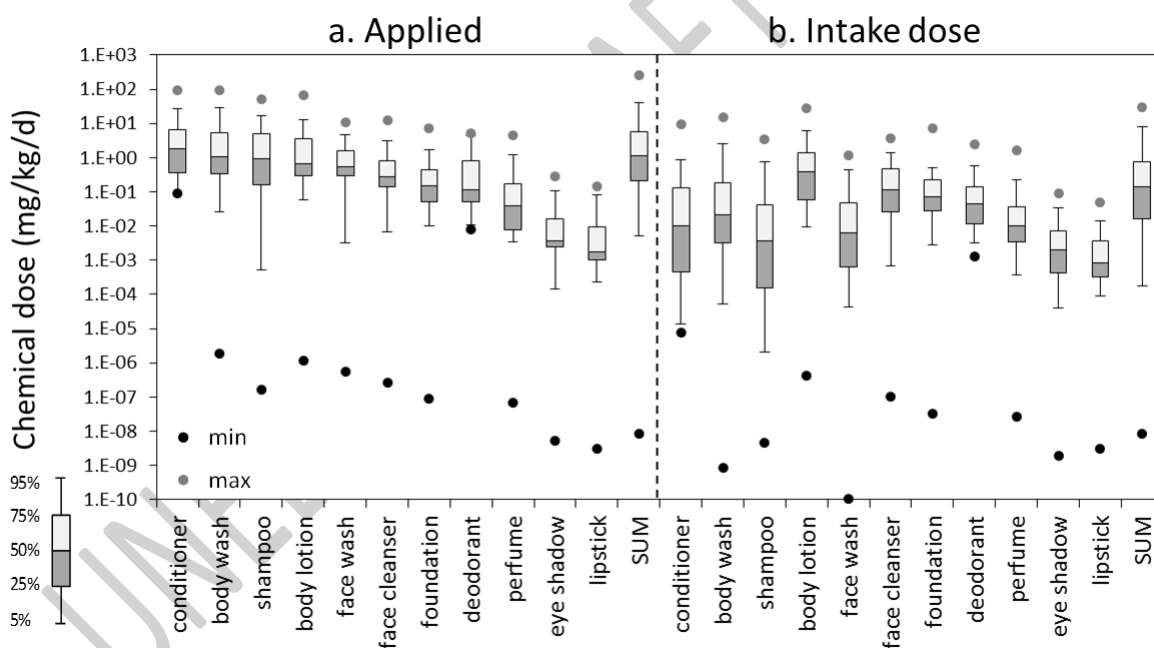 a. Applied
b. Intake dose
Chemical dose (mg/kg/d)
1.E+03
1.E+02
1.E+01
1.E+00
1.E-01
1.E-02
1.E-03
1.E-04
1.E-05
1.E-06
1.E-07
1.E-08
1.E-09
1.E-10
min
max
95%
75%
50%
25%
5%
conditioner
body wash
shampoo
body lotion
face wash
face cleanser
foundation
deodorant
perfume
eye shadow
lipstick
SUM
conditioner
body wash
shampoo
body lotion
face wash
face cleanser
foundation
deodorant
perfume
eye shadow
lipstick
SUM